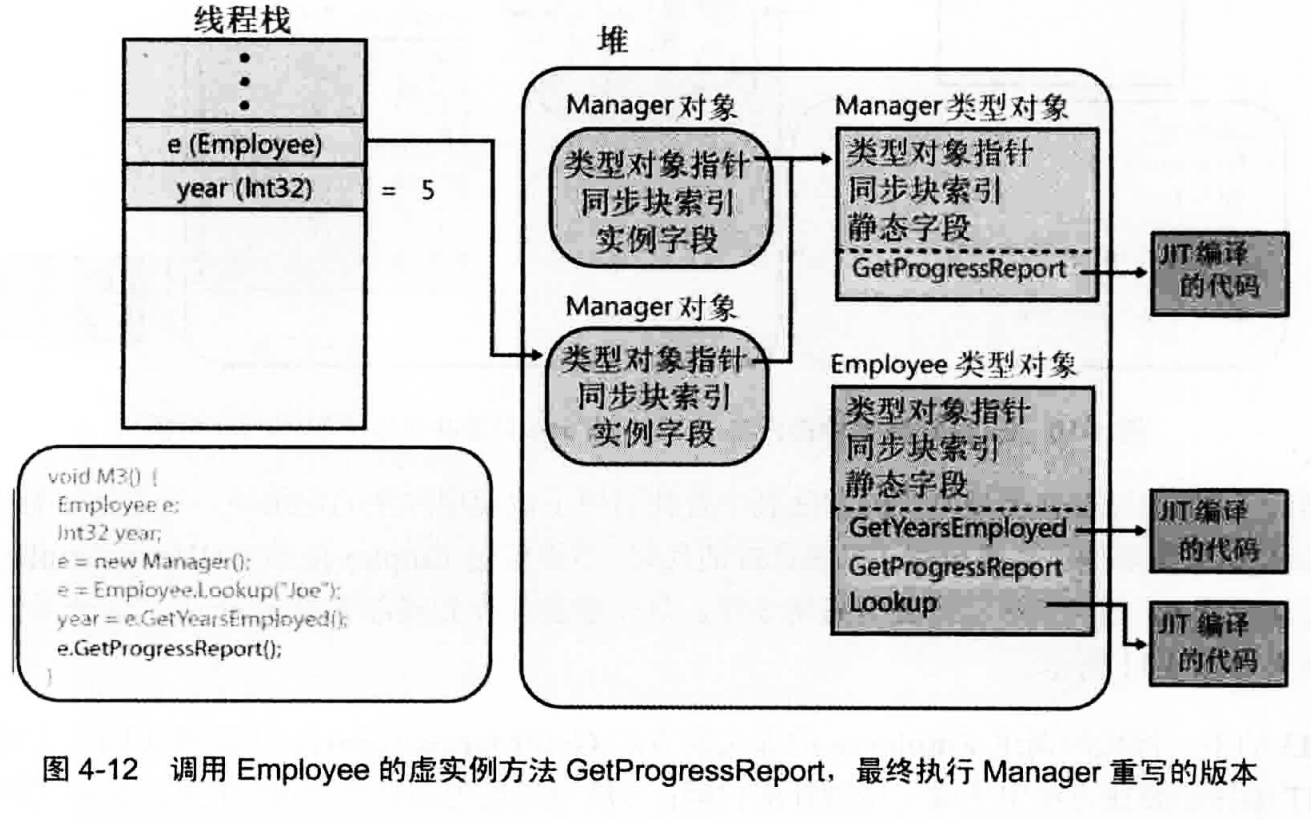 线程栈
e (Employee)
year (Int32)
= 5
堆
Manager 对象
类型对象指针
同步块索引
实例字段
Manager 对象
类型对象指针
同步块索引
实例字段
Manager 类型对象
类型对象指针
同步块索引
静态字段
GetProgressReport
JIT 编译
的代码
Employee 类型对象
类型对象指针
同步块索引
静态字段
GetYearsEmployed
GetProgressReport
Lookup
JIT 编译
的代码
JIT 编译
的代码
void M3() {
Employee e;
Int32 year;
e = new Manager();
e = Employee.Lookup("Joe");
year = e.GetYearsEmployed();
e.GetProgressReport();
}
图 4-12 调用 Employee 的虚实例方法 GetProgressReport，最终执行 Manager 重写的版本